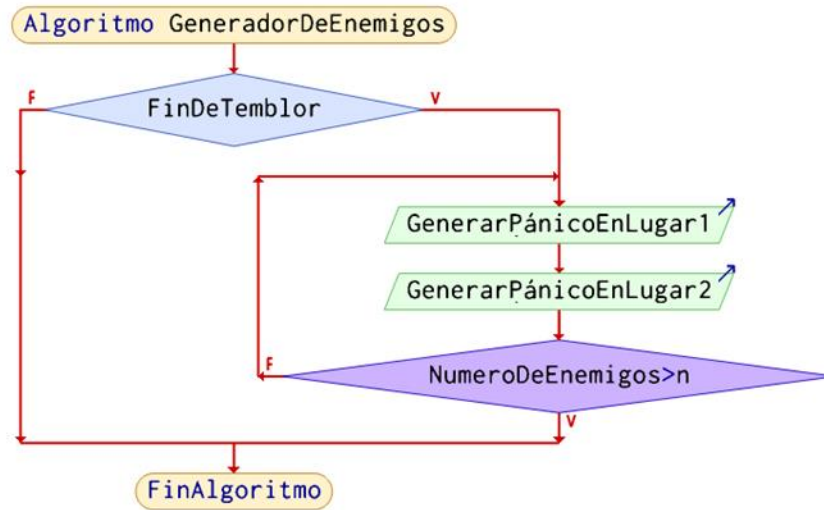 Algoritmo GeneradorDeEnemigos
F
FinDeTemblor
V
GenerarPánicoEnLugar1
GenerarPánicoEnLugar2
F
NumeroDeEnemigos>n
V
FinAlgoritmo